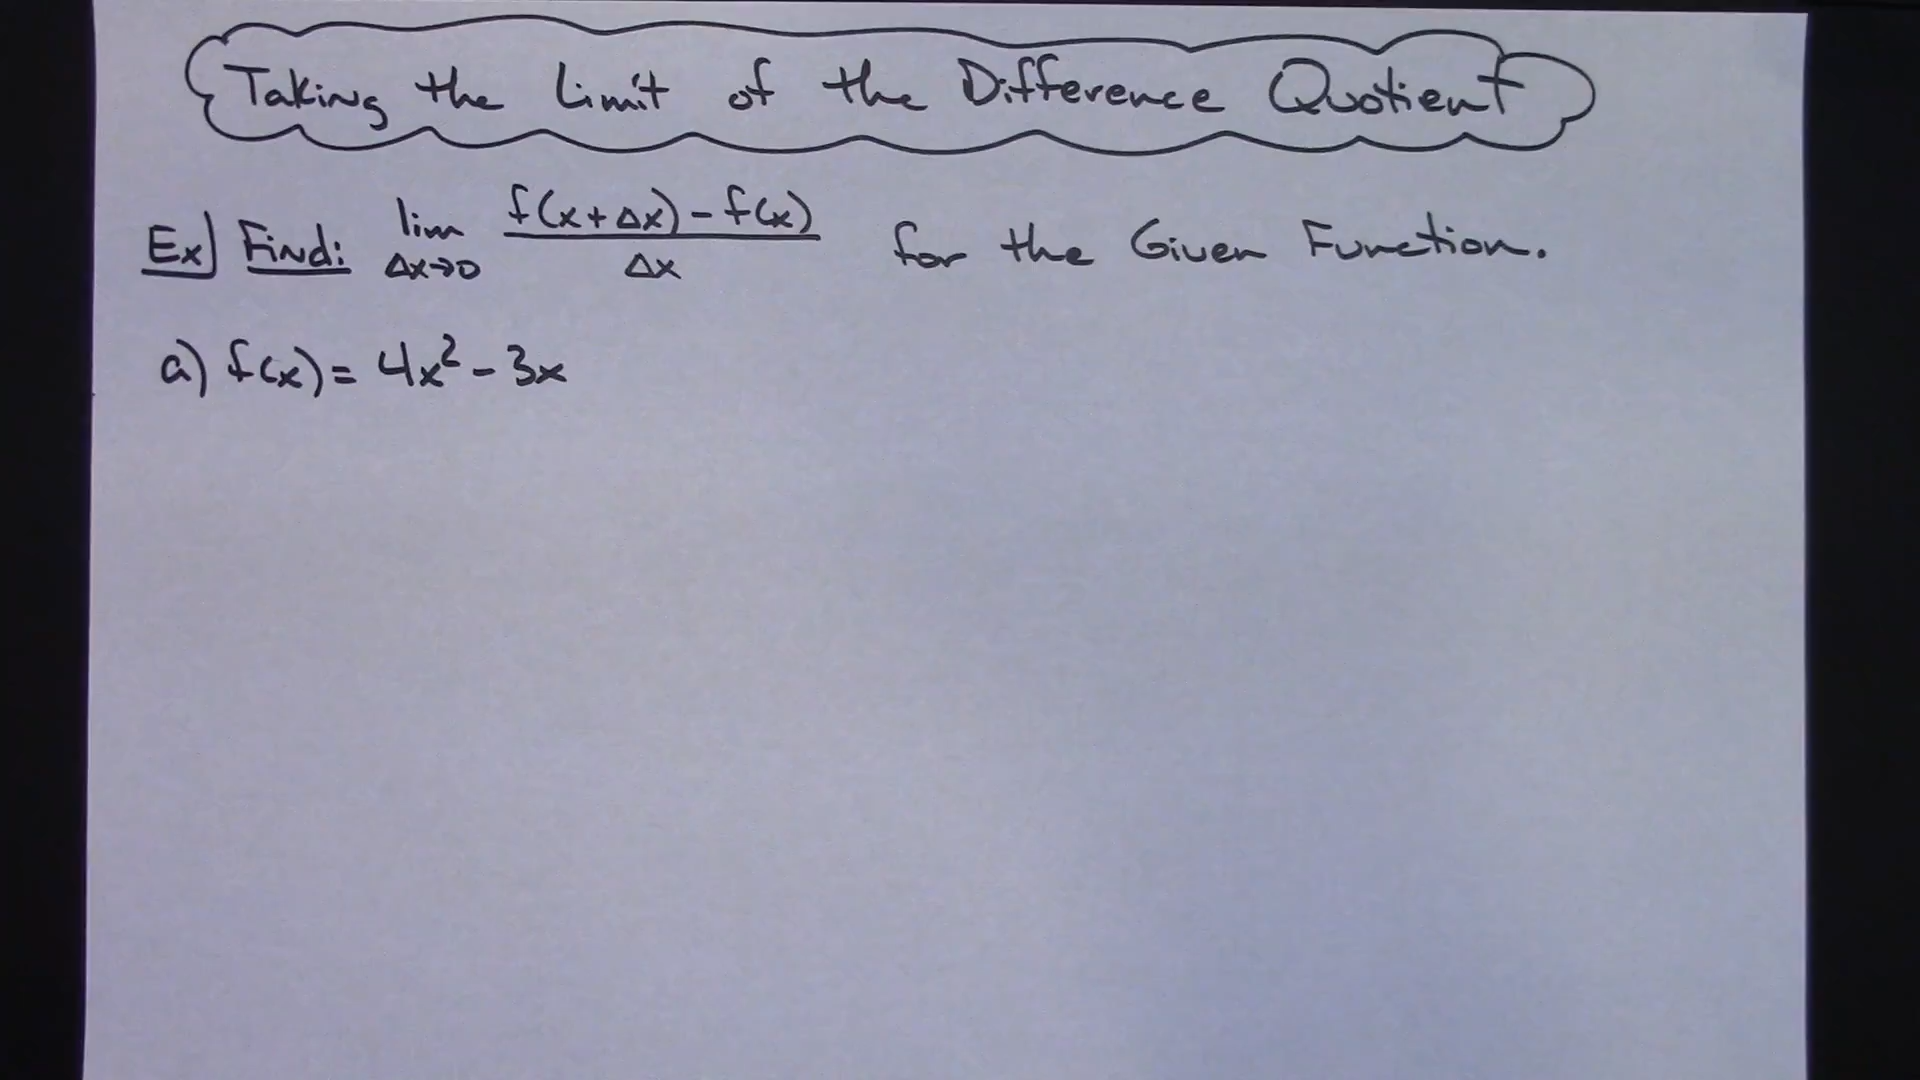 Taking the Limit of the Difference Quotient
Ex) Find: lim Δx→0 f(x+Δx)-f(x) / Δx for the Given Function.
a) f(x) = 4x² - 3x